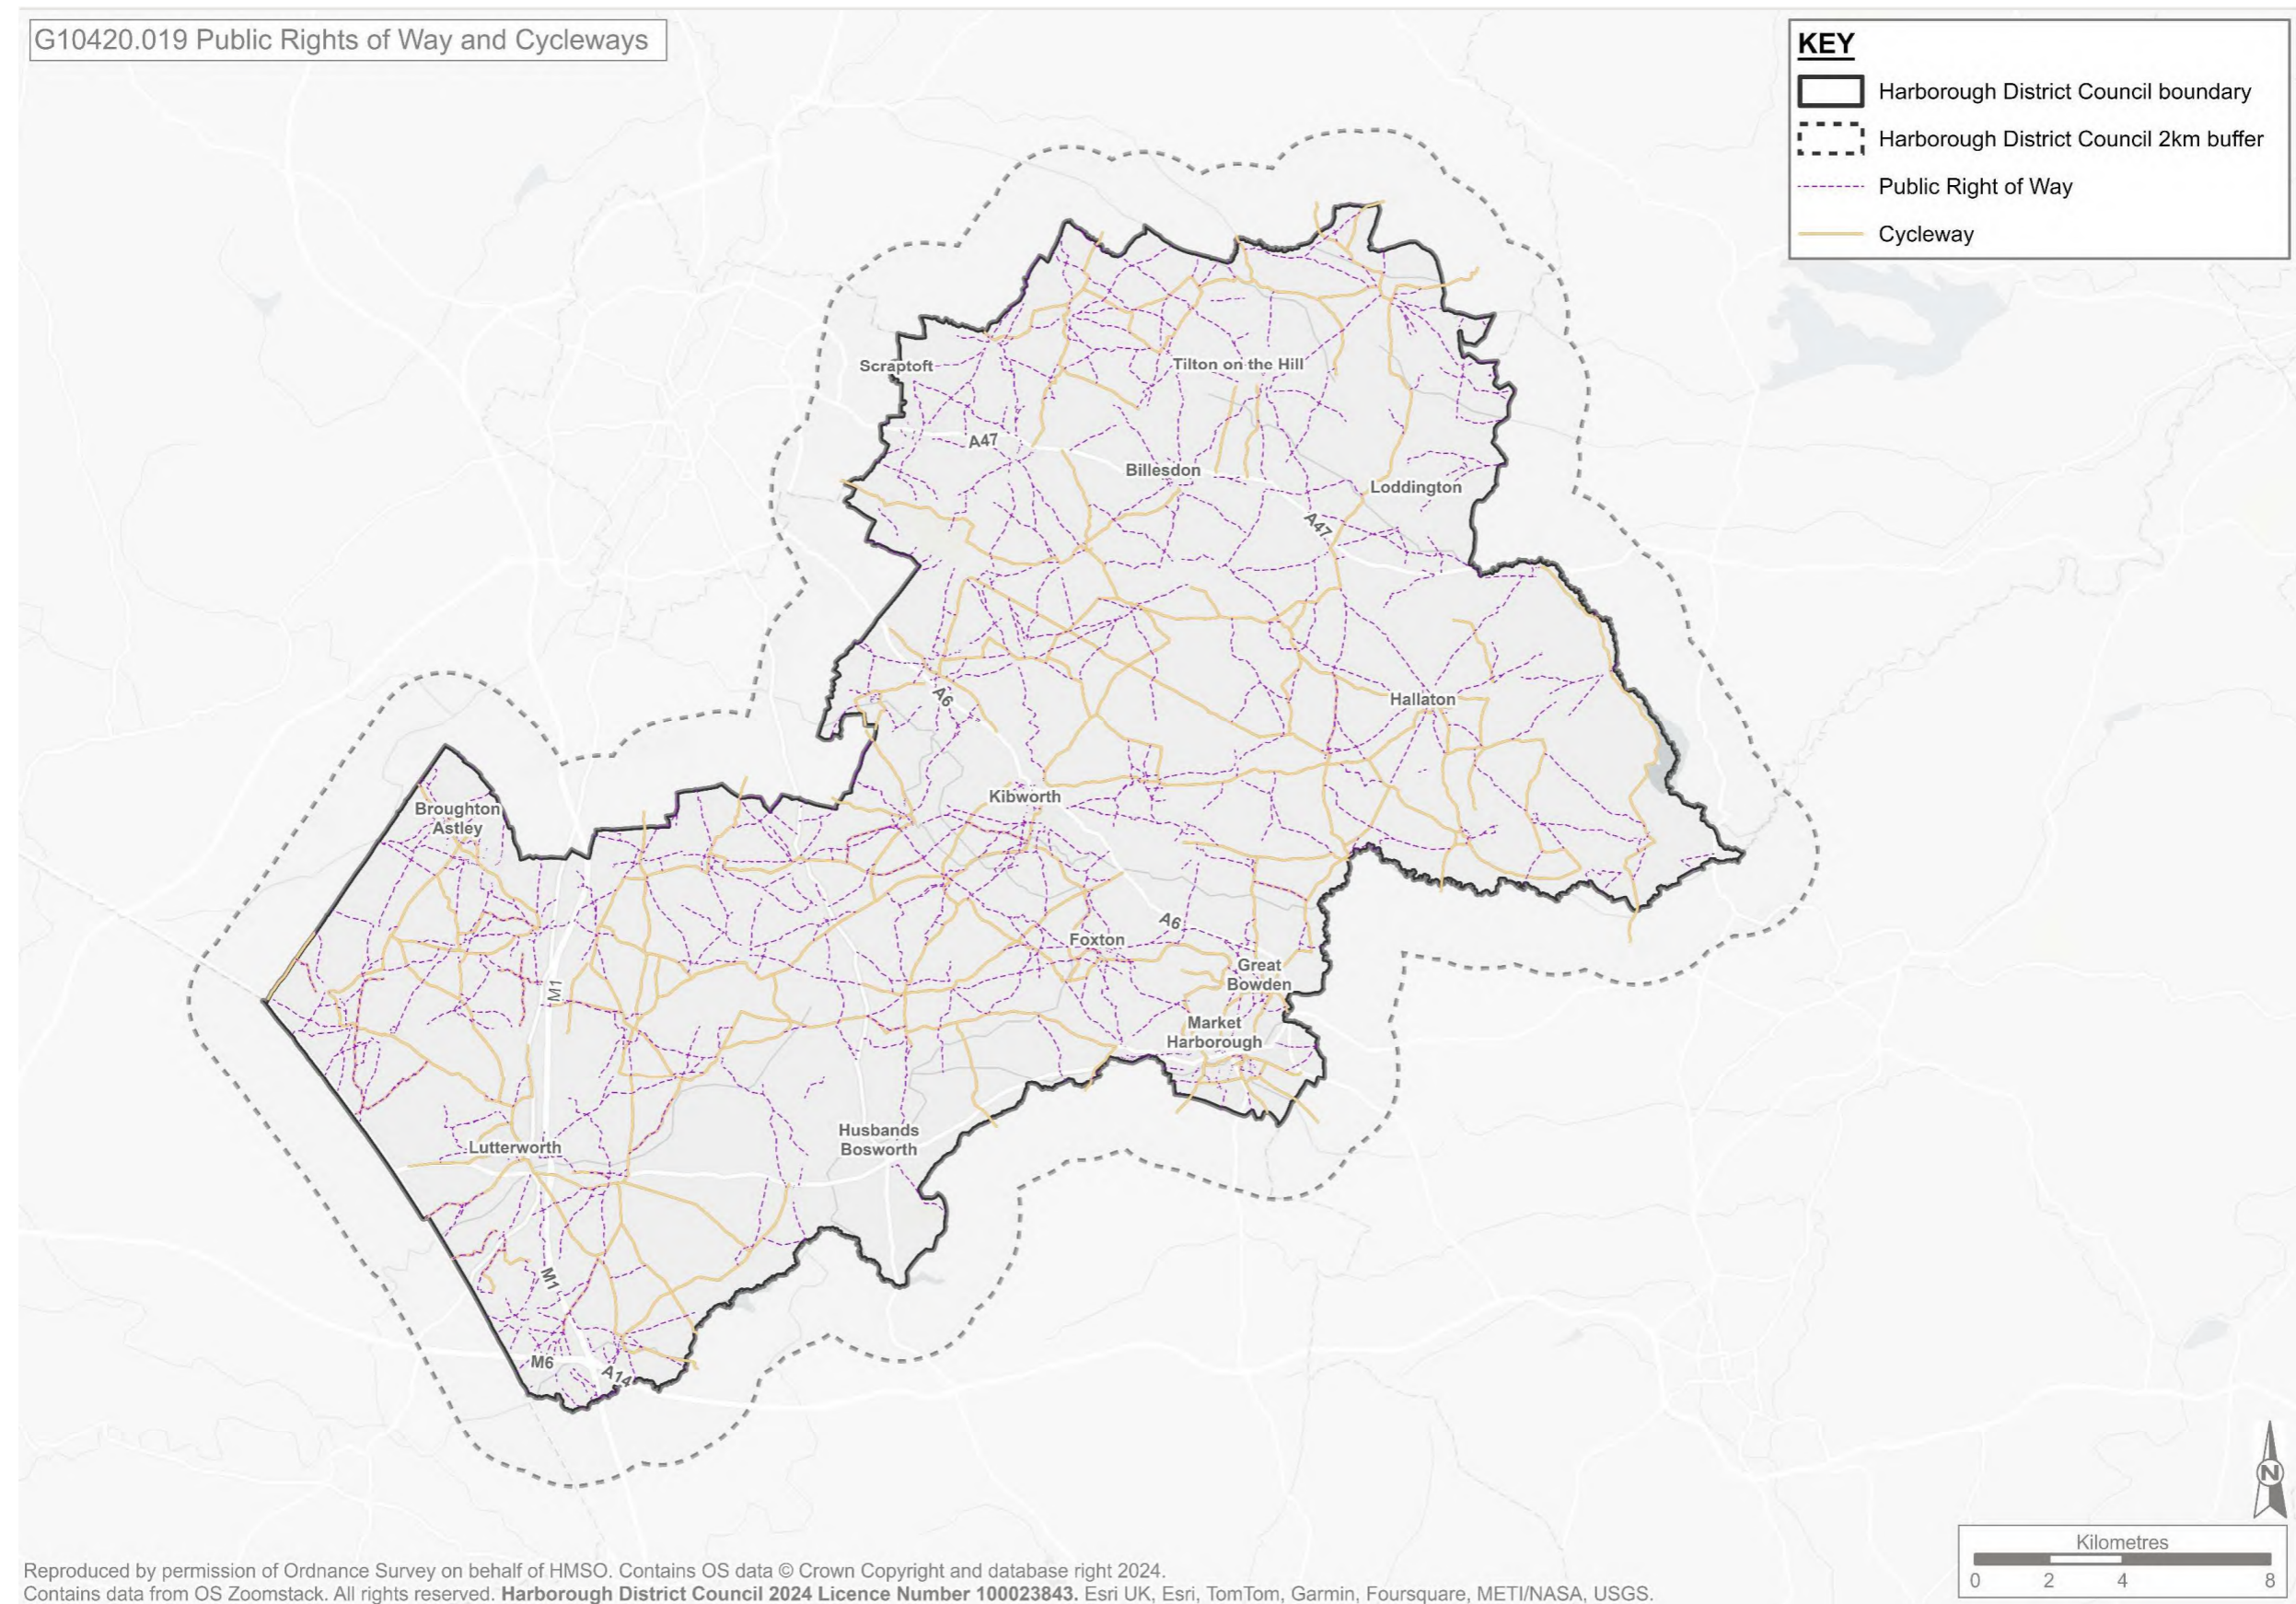 G10420.019 Public Rights of Way and Cycleways
KEY
Harborough District Council boundary
Harborough District Council 2km buffer
Public Right of Way
Cycleway
Scraptoft
Tilton on the Hill
A47
Billesdon
Loddington
A47
A6
Hallaton
Kibworth
Broughton
Astley
A6
Foxton
Great
Bowden
M1
Market
Harborough
Husbands
Bosworth
Lutterworth
M1
M6
A14
N
Kilometres
0 2 4 8
Reproduced by permission of Ordnance Survey on behalf of HMSO. Contains OS data © Crown Copyright and database right 2024.
Contains data from OS Zoomstack. All rights reserved. Harborough District Council 2024 Licence Number 100023843. Esri UK, Esri, TomTom, Garmin, Foursquare, METI/NASA, USGS.